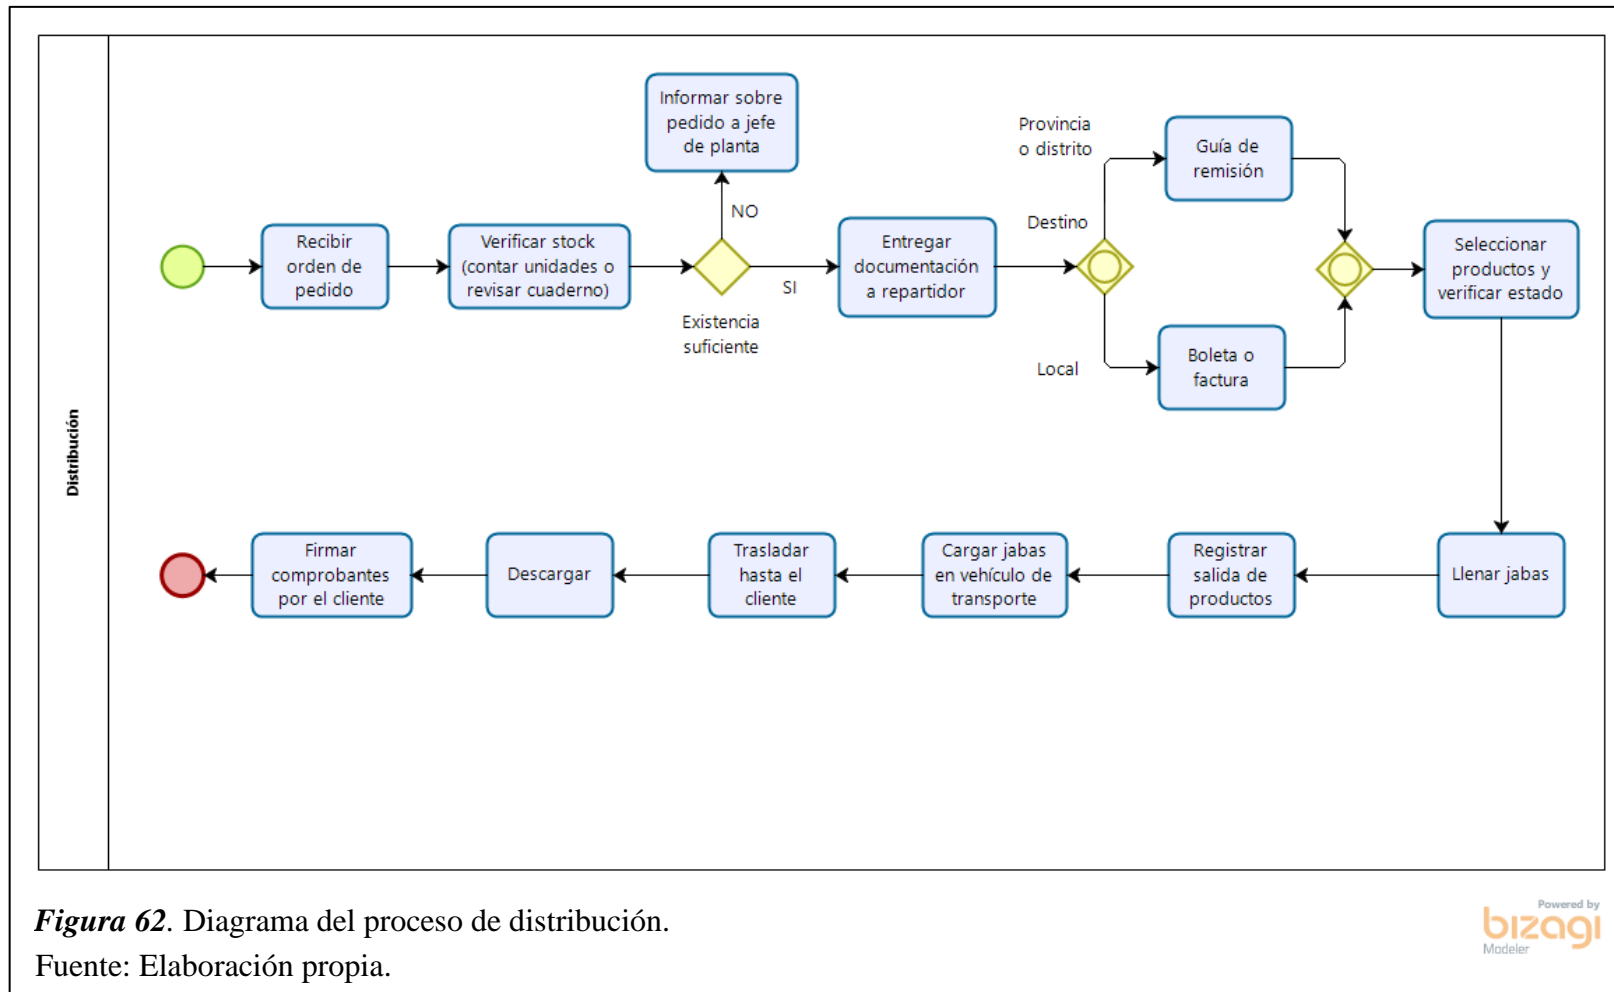 Distribución
Recibir
orden de
pedido
Verificar stock
(contar unidades o
revisar cuaderno)
Informar sobre
pedido a jefe
de planta
NO
SI
Existencia
suficiente
Entregar
documentación
a repartidor
Provincia
o distrito
Destino
Local
Guía de
remisión
Boleta o
factura
Seleccionar
productos y
verificar estado
Llenar jabas
Registrar
salida de
productos
Cargar jabas
en vehículo de
transporte
Trasladar
hasta el
cliente
Descargar
Firmar
comprobantes
por el cliente
Figura 62. Diagrama del proceso de distribución.
Fuente: Elaboración propia.
Powered by
bizagi
Modeler